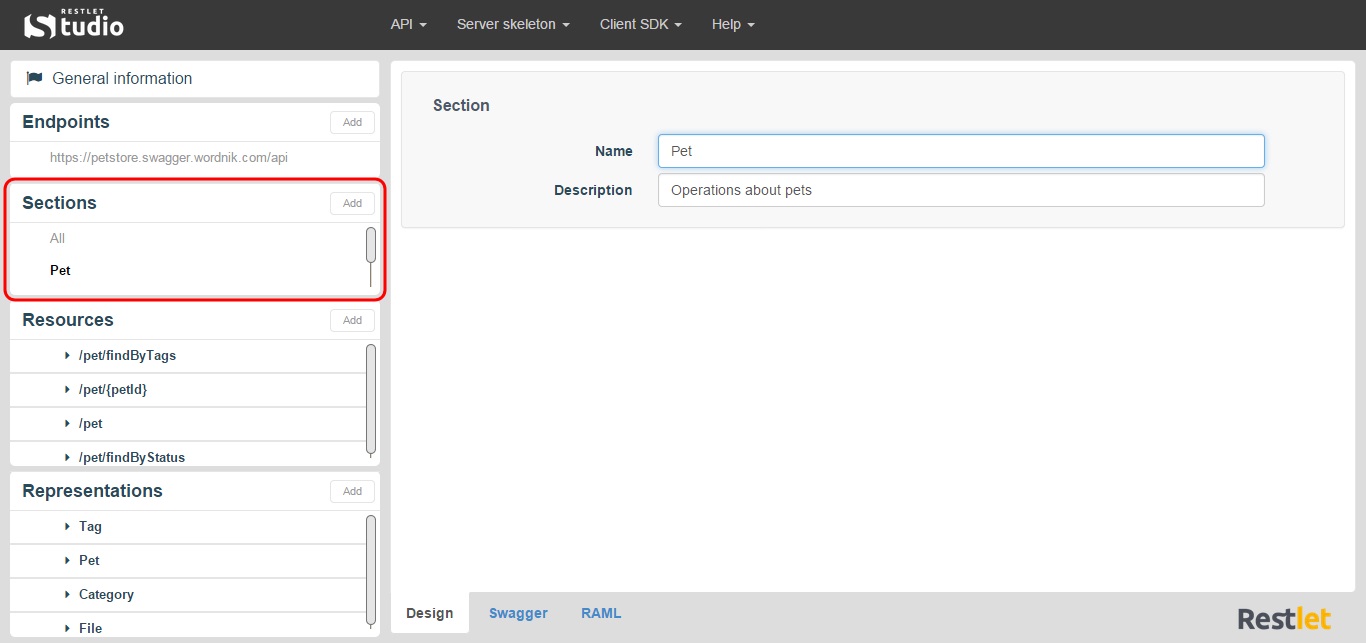 RESTLET
Studio
API
Server skeleton
Client SDK
Help
General information
Endpoints
Add
https://petstore.swagger.wordnik.com/api
Sections
Add
All
Pet
Resources
Add
/pet/findByTags
/pet/{petId}
/pet
/pet/findByStatus
Representations
Add
Tag
Pet
Category
File
Section
Name
Pet
Description
Operations about pets
Design
Swagger
RAML
Restlet